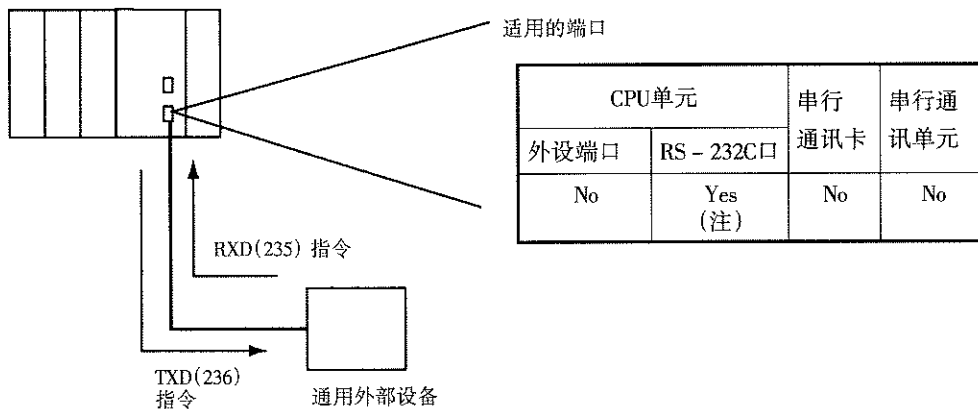 适用的端口
CPU单元
串行
通讯卡
串行通
讯单元
外设端口
RS-232C口
No
Yes
(注)
No
No
RXD(235) 指令
TXD(236)
指令
通用外部设备